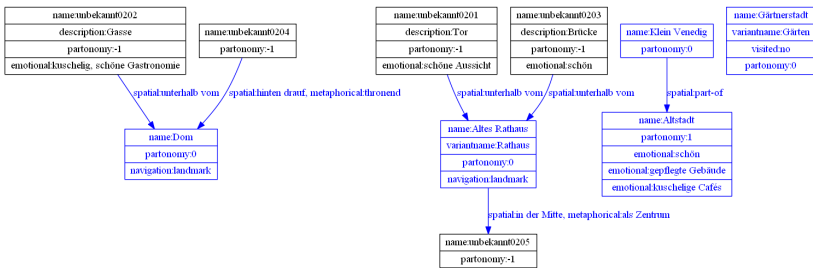 name:unbekannt0202
description:Gasse
partonomy:-1
emotional:kuschelig, schöne Gastronomie
name:unbekannt0204
partonomy:-1
name:unbekannt0201
description:Tor
partonomy:-1
emotional:schöne Aussicht
name:unbekannt0203
description:Brücke
partonomy:-1
emotional:schön
name:Klein Venedig
partonomy:0
name:Gärtnerstadt
variantname:Gärten
visited:no
partonomy:0
spatial:unterhalb vom
spatial:hinten drauf, metaphorical:thronend
spatial:unterhalb vom
spatial:unterhalb vom
spatial:part-of
name:Dom
partonomy:0
navigation:landmark
name:Altes Rathaus
variantname:Rathaus
partonomy:0
navigation:landmark
name:Altstadt
partonomy:1
emotional:schön
emotional:gepflegte Gebäude
emotional:kuschelige Cafés
spatial:in der Mitte, metaphorical:als Zentrum
name:unbekannt0205
partonomy:-1